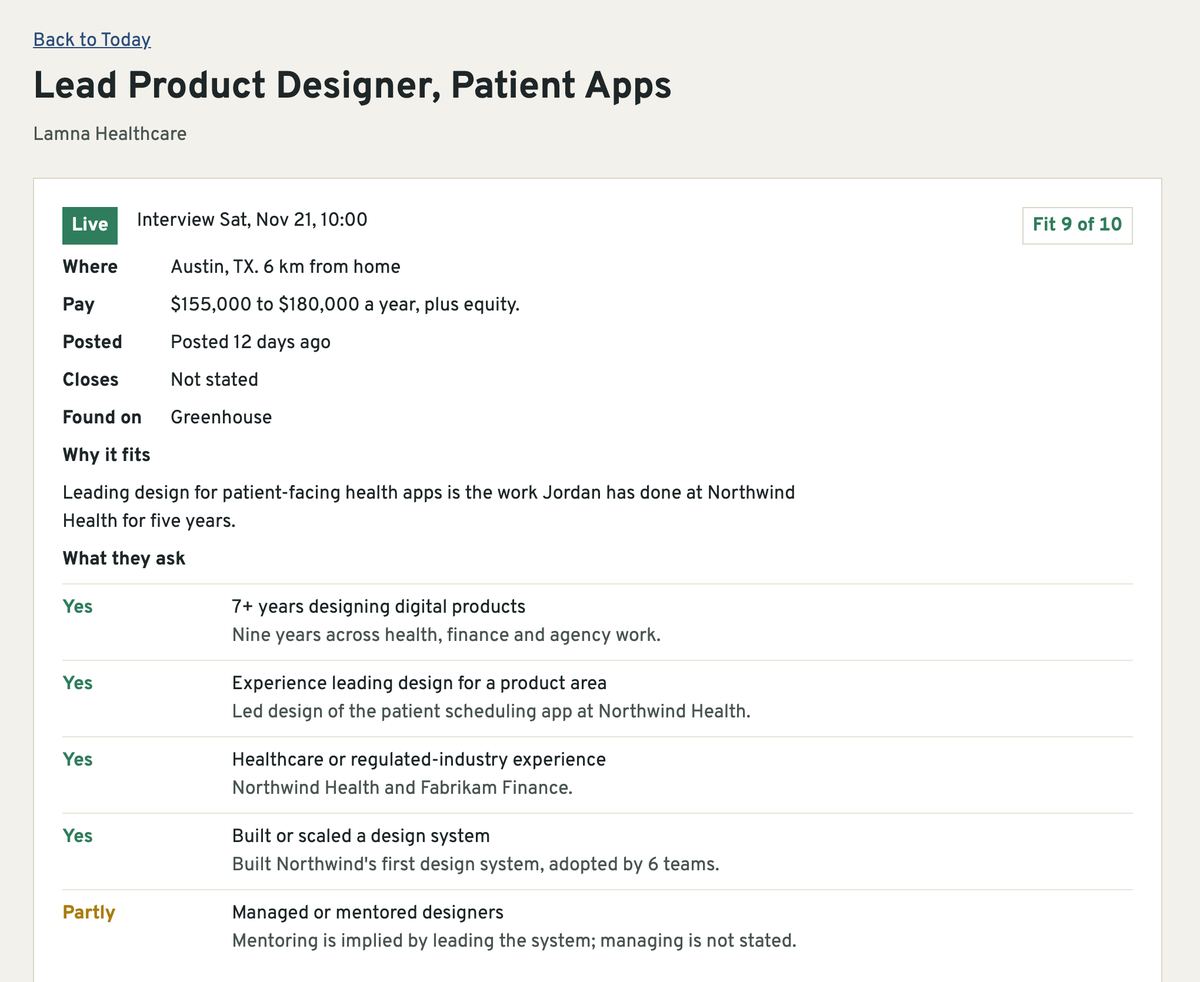 Back to Today
Lead Product Designer, Patient Apps
Lamna Healthcare
Live
Interview Sat, Nov 21, 10:00
Fit 9 of 10
Where
Austin, TX. 6 km from home
Pay
$155,000 to $180,000 a year, plus equity.
Posted
Posted 12 days ago
Closes
Not stated
Found on
Greenhouse
Why it fits
Leading design for patient-facing health apps is the work Jordan has done at Northwind
Health for five years.
What they ask
Yes
7+ years designing digital products
Nine years across health, finance and agency work.
Yes
Experience leading design for a product area
Led design of the patient scheduling app at Northwind Health.
Yes
Healthcare or regulated-industry experience
Northwind Health and Fabrikam Finance.
Yes
Built or scaled a design system
Built Northwind's first design system, adopted by 6 teams.
Partly
Managed or mentored designers
Mentoring is implied by leading the system; managing is not stated.